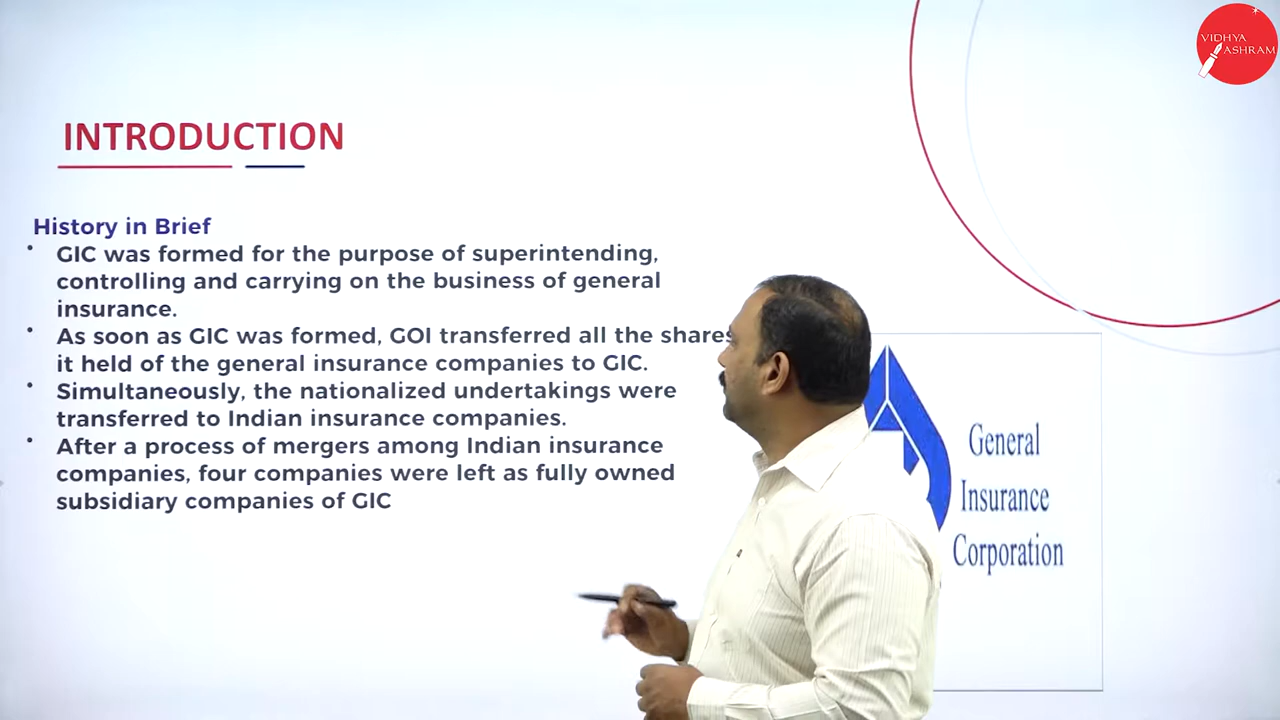 VIDHYA
ASHRAM
INTRODUCTION
History in Brief
• GIC was formed for the purpose of superintending,
controlling and carrying on the business of general
insurance.
• As soon as GIC was formed, GOI transferred all the shares
it held of the general insurance companies to GIC.
• Simultaneously, the nationalized undertakings were
transferred to Indian insurance companies.
• After a process of mergers among Indian insurance
companies, four companies were left as fully owned
subsidiary companies of GIC
General
Insurance
Corporation